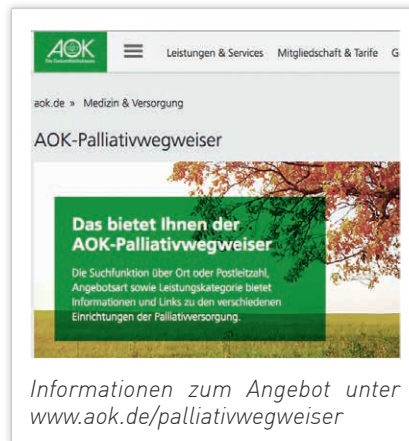 AOK
Die Gesundheitskasse.
Leistungen & Services Mitgliedschaft & Tarife G
aok.de » Medizin & Versorgung
AOK-Palliativwegweiser
Das bietet Ihnen der
AOK-Palliativwegweiser
Die Suchfunktion über Ort oder Postleitzahl,
Angebotsart sowie Leistungskategorie bietet
Informationen und Links zu den verschiedenen
Einrichtungen der Palliativversorgung.
Informationen zum Angebot unter
www.aok.de/palliativwegweiser